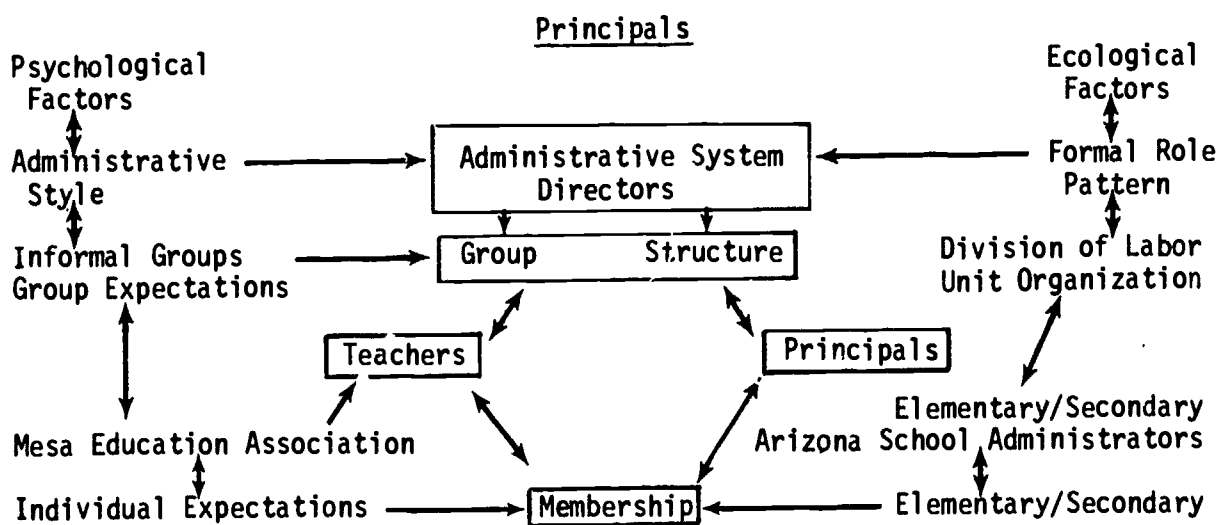 Principals
Psychological
Factors
Ecological
Factors
Administrative
Style
Administrative System
Directors
Formal Role
Pattern
Informal Groups
Group Expectations
Group Structure
Division of Labor
Unit Organization
Teachers
Principals
Mesa Education Association
Elementary/Secondary
Arizona School Administrators
Individual Expectations
Membership
Elementary/Secondary